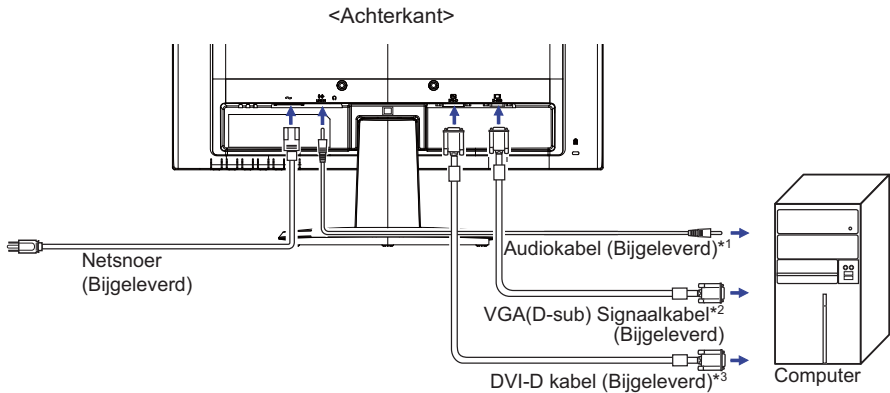 <Achterkant>
Audiokabel (Bijgeleverd)*1
Netsnoer
(Bijgeleverd)
VGA(D-sub) Signaalkabel*2
(Bijgeleverd)
DVI-D kabel (Bijgeleverd)*3
Computer